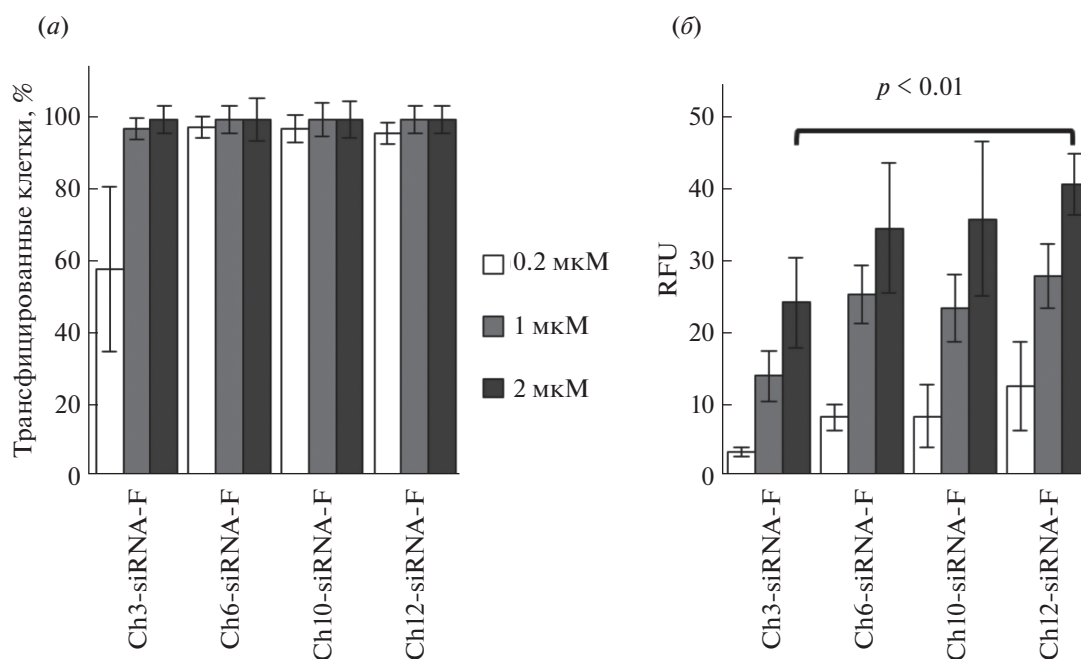 (а)
Трансфицированные клетки, %
100
80
60
40
20
0
Ch3-siRNA-F
Ch6-siRNA-F
Ch10-siRNA-F
Ch12-siRNA-F
0.2 мкМ
1 мкМ
2 мкМ
(б)
p < 0.01
RFU
50
40
30
20
10
0
Ch3-siRNA-F
Ch6-siRNA-F
Ch10-siRNA-F
Ch12-siRNA-F